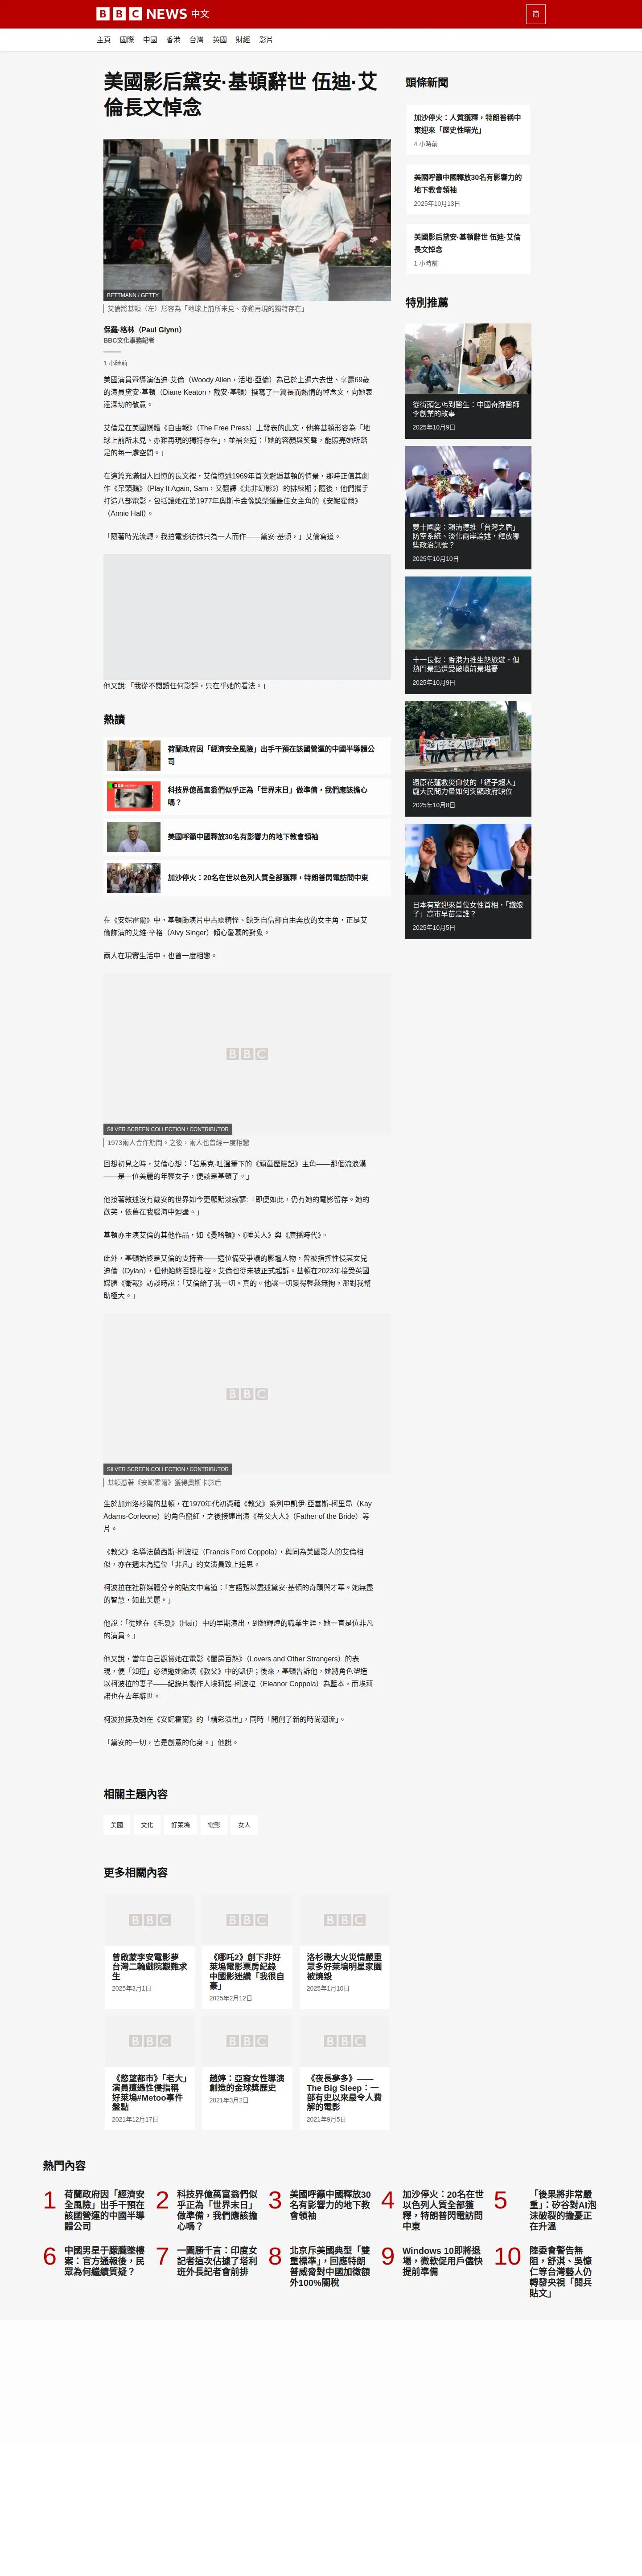 BBC NEWS 中文
简
主頁 國際 中國 香港 台灣 英國 財經 影片
美國影后黛安·基頓辭世 伍迪·艾
倫長文悼念
BETTMANN / GETTY
艾倫將基頓（左）形容為「地球上前所未見、亦難再現的獨特存在」
保羅·格林（Paul Glynn）
BBC文化事務記者
1 小時前
美國演員暨導演伍迪·艾倫（Woody Allen，活地·亞倫）為已於上週六去世、享壽69歲
的演員黛安·基頓（Diane Keaton，戴安·基頓）撰寫了一篇長而熱情的悼念文，向她表
達深切的敬意。
艾倫是在美國媒體《自由報》（The Free Press）上發表的此文，他將基頓形容為「地
球上前所未見、亦難再現的獨特存在」，並補充道：「她的容顏與笑聲，能照亮她所踏
足的每一處空間。」
在這篇充滿個人回憶的長文裡，艾倫憶述1969年首次邂逅基頓的情景，那時正值其劇
作《呆頭鵝》（Play It Again, Sam，又翻譯《北非幻影》）的排練期；隨後，他們攜手
打造八部電影，包括讓她在第1977年奧斯卡金像獎榮獲最佳女主角的《安妮霍爾》
（Annie Hall）。
「隨著時光流轉，我拍電影彷彿只為一人而作——黛安·基頓，」艾倫寫道。
他又說:「我從不閱讀任何影評，只在乎她的看法。」
熱讀
荷蘭政府因「經濟安全風險」出手干預在該國營運的中國半導體公
司
科技界億萬富翁們似乎正為「世界末日」做準備，我們應該擔心
嗎？
美國呼籲中國釋放30名有影響力的地下教會領袖
加沙停火：20名在世以色列人質全部獲釋，特朗普閃電訪問中東
在《安妮霍爾》中，基頓飾演片中古靈精怪、缺乏自信卻自由奔放的女主角，正是艾
倫飾演的艾維·辛格（Alvy Singer）傾心愛慕的對象。
兩人在現實生活中，也曾一度相戀。
BBC
SILVER SCREEN COLLECTION / CONTRIBUTOR
1973兩人合作期間。之後，兩人也曾經一度相戀
回想初見之時，艾倫心想：「若馬克·吐溫筆下的《頑童歷險記》主角——那個流浪漢
——是一位美麗的年輕女子，便該是基頓了。」
他接著敘述沒有戴安的世界如今更顯黯淡寂寥:「即便如此，仍有她的電影留存。她的
歡笑，依舊在我腦海中迴盪。」
基頓亦主演艾倫的其他作品，如《曼哈頓》、《睡美人》與《廣播時代》。
此外，基頓始終是艾倫的支持者——這位備受爭議的影壇人物，曾被指控性侵其女兒
迪倫（Dylan），但他始終否認指控。艾倫也從未被正式起訴。基頓在2023年接受英國
媒體《衛報》訪談時說：「艾倫給了我一切。真的。他讓一切變得輕鬆無拘。那對我幫
助極大。」
BBC
SILVER SCREEN COLLECTION / CONTRIBUTOR
基頓憑著《安妮霍爾》獲得奧斯卡影后
生於加州洛杉磯的基頓，在1970年代初憑藉《教父》系列中凱伊·亞當斯-柯里昂（Kay
Adams-Corleone）的角色竄紅，之後接連出演《岳父大人》（Father of the Bride）等
片。
《教父》名導法蘭西斯·柯波拉（Francis Ford Coppola），與同為美國影人的艾倫相
似，亦在週末為這位「非凡」的女演員致上追思。
柯波拉在社群媒體分享的貼文中寫道：「言語難以盡述黛安·基頓的奇蹟與才華。她無盡
的智慧，如此美麗。」
他說：「從她在《毛髮》（Hair）中的早期演出，到她輝煌的職業生涯，她一直是位非凡
的演員。」
他又說，當年自己觀賞她在電影《閨房百態》（Lovers and Other Strangers）的表
現，便「知道」必須邀她飾演《教父》中的凱伊；後來，基頓告訴他，她將角色塑造
以柯波拉的妻子——紀錄片製作人埃莉諾·柯波拉（Eleanor Coppola）為藍本，而埃莉
諾也在去年辭世。
柯波拉提及她在《安妮霍爾》的「精彩演出」，同時「開創了新的時尚潮流」。
「黛安的一切，皆是創意的化身。」他說。
相關主題內容
美國 文化 好萊塢 電影 女人
更多相關內容
BBC
曾啟蒙李安電影夢
台灣二輪戲院艱難求
生
2025年3月1日
BBC
《哪吒2》創下非好
萊塢電影票房紀錄
中國影迷讚「我很自
豪」
2025年2月12日
BBC
洛杉磯大火災情嚴重
眾多好萊塢明星家園
被燒毀
2025年1月10日
BBC
《慾望都市》「老大」
演員遭遇性侵指稱
好萊塢#Metoo事件
盤點
2021年12月17日
BBC
趙婷：亞裔女性導演
創造的金球獎歷史
2021年3月2日
BBC
《夜長夢多》——
The Big Sleep：一
部有史以來最令人費
解的電影
2021年9月5日
頭條新聞
加沙停火：人質獲釋，特朗普稱中
東迎來「歷史性曙光」
4 小時前
美國呼籲中國釋放30名有影響力的
地下教會領袖
2025年10月13日
美國影后黛安·基頓辭世 伍迪·艾倫
長文悼念
1 小時前
特別推薦
從街頭乞丐到醫生：中國奇跡醫師
李創業的故事
2025年10月9日
雙十國慶：賴清德推「台灣之盾」
防空系統、淡化兩岸論述，釋放哪
些政治訊號？
2025年10月10日
十一長假：香港力推生態旅遊，但
熱門景點遭受破壞前景堪憂
2025年10月9日
還原花蓮救災仰仗的「鏟子超人」
龐大民間力量如何突顯政府缺位
2025年10月8日
日本有望迎來首位女性首相，「鐵娘
子」高市早苗是誰？
2025年10月5日
熱門內容
1 荷蘭政府因「經濟安
全風險」出手干預在
該國營運的中國半導
體公司
2 科技界億萬富翁們似
乎正為「世界末日」
做準備，我們應該擔
心嗎？
3 美國呼籲中國釋放30
名有影響力的地下教
會領袖
4 加沙停火：20名在世
以色列人質全部獲
釋，特朗普閃電訪問
中東
5 「後果將非常嚴
重」：矽谷對AI泡
沫破裂的擔憂正
在升溫
6 中國男星于朦朧墜樓
案：官方通報後，民
眾為何繼續質疑？
7 一圖勝千言：印度女
記者這次佔據了塔利
班外長記者會前排
8 北京斥美國典型「雙
重標準」，回應特朗
普威脅對中國加徵額
外100%關稅
9 Windows 10即將退
場，微軟促用戶儘快
提前準備
10 陸委會警告無
阻，舒淇、吳慷
仁等台灣藝人仍
轉發央視「閱兵
貼文」